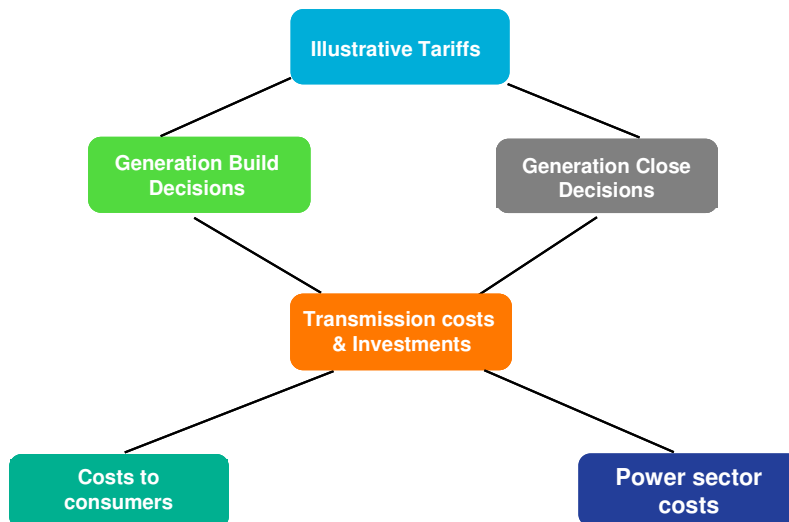 Illustrative Tariffs
Generation Build
Decisions
Generation Close
Decisions
Transmission costs
& Investments
Costs to
consumers
Power sector
costs